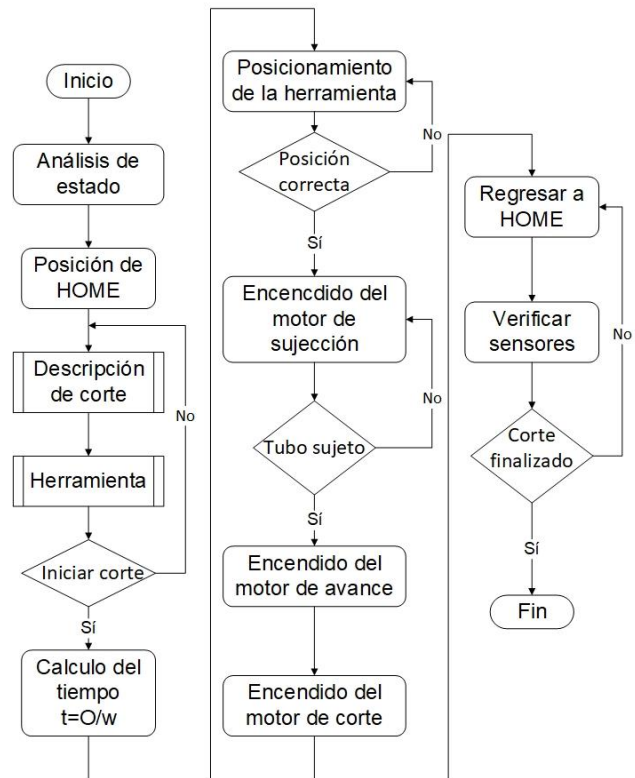 Inicio
Análisis de
estado
Posición de
HOME
Descripción
de corte
No
Herramienta
Iniciar corte
Sí
Calculo del
tiempo
t=O/w
Posicionamiento
de la herramienta
No
Posición
correcta
Sí
Encencdido del
motor de
sujección
No
Tubo sujeto
Sí
Encendido del
motor de avance
Encendido del
motor de corte
Regresar a
HOME
Verificar
sensores
No
Corte
finalizado
Sí
Fin